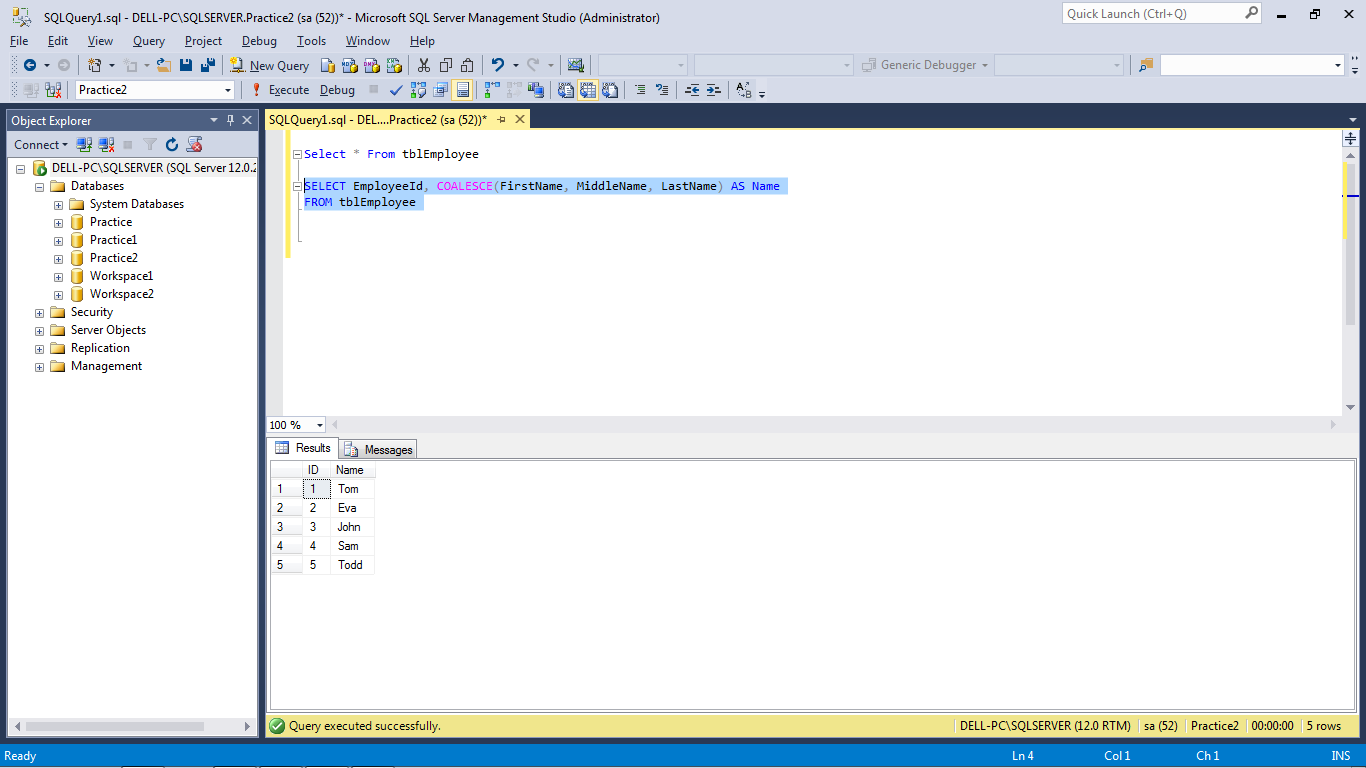 SQLQuery1.sql - DELL-PC\SQLSERVER.Practice2 (sa (52))* - Microsoft SQL Server Management Studio (Administrator)
Quick Launch (Ctrl+Q)
File Edit View Query Project Debug Tools Window Help
New Query
Generic Debugger
Practice2
Execute Debug
Object Explorer
Connect
DELL-PC\SQLSERVER (SQL Server 12.0.2
Databases
System Databases
Practice
Practice1
Practice2
Workspace1
Workspace2
Security
Server Objects
Replication
Management
SQLQuery1.sql - DEL....Practice2 (sa (52))*
Select * From tblEmployee
SELECT EmployeeId, COALESCE(FirstName, MiddleName, LastName) AS Name
FROM tblEmployee
100 %
Results Messages
ID Name
1 1 Tom
2 2 Eva
3 3 John
4 4 Sam
5 5 Todd
Query executed successfully.
DELL-PC\SQLSERVER (12.0 RTM) sa (52) Practice2 00:00:00 5 rows
Ready Ln 4 Col 1 Ch 1 INS